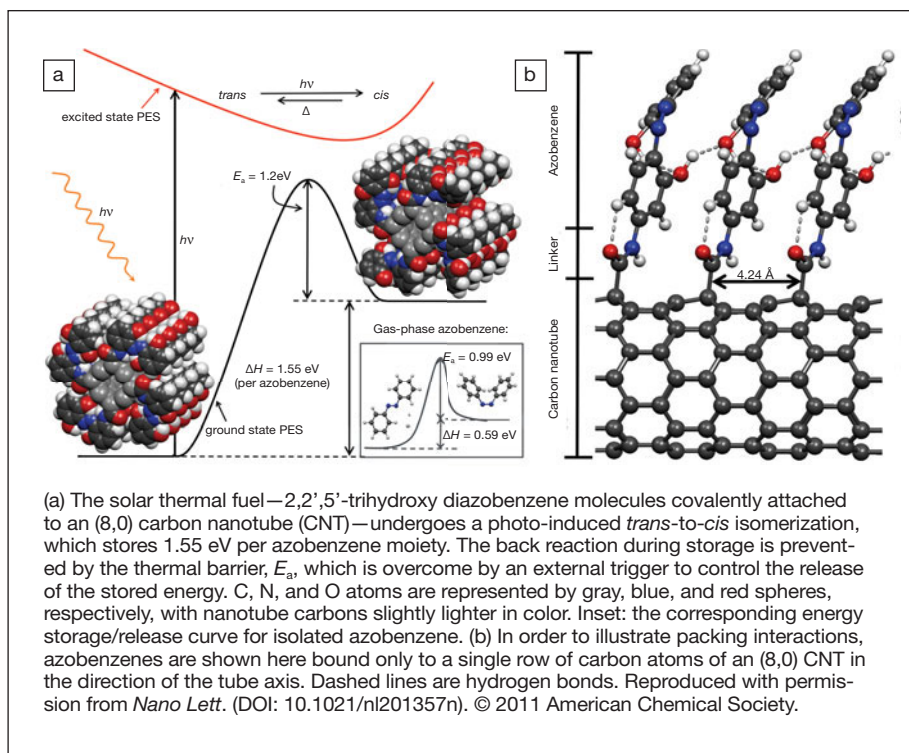 a
trans
hν
cis
Δ
excited state PES
hν
hν
Ea = 1.2eV
ΔH = 1.55 eV
(per azobenzene)
ground state PES
Gas-phase azobenzene:
Ea = 0.99 eV
ΔH = 0.59 eV
b
Azobenzene
Linker
Carbon nanotube
4.24 Å
(a) The solar thermal fuel—2,2',5'-trihydroxy diazobenzene molecules covalently attached
to an (8,0) carbon nanotube (CNT)—undergoes a photo-induced trans-to-cis isomerization,
which stores 1.55 eV per azobenzene moiety. The back reaction during storage is prevent-
ed by the thermal barrier, Ea, which is overcome by an external trigger to control the release
of the stored energy. C, N, and O atoms are represented by gray, blue, and red spheres,
respectively, with nanotube carbons slightly lighter in color. Inset: the corresponding energy
storage/release curve for isolated azobenzene. (b) In order to illustrate packing interactions,
azobenzenes are shown here bound only to a single row of carbon atoms of an (8,0) CNT in
the direction of the tube axis. Dashed lines are hydrogen bonds. Reproduced with permis-
sion from Nano Lett. (DOI: 10.1021/nl201357n). © 2011 American Chemical Society.